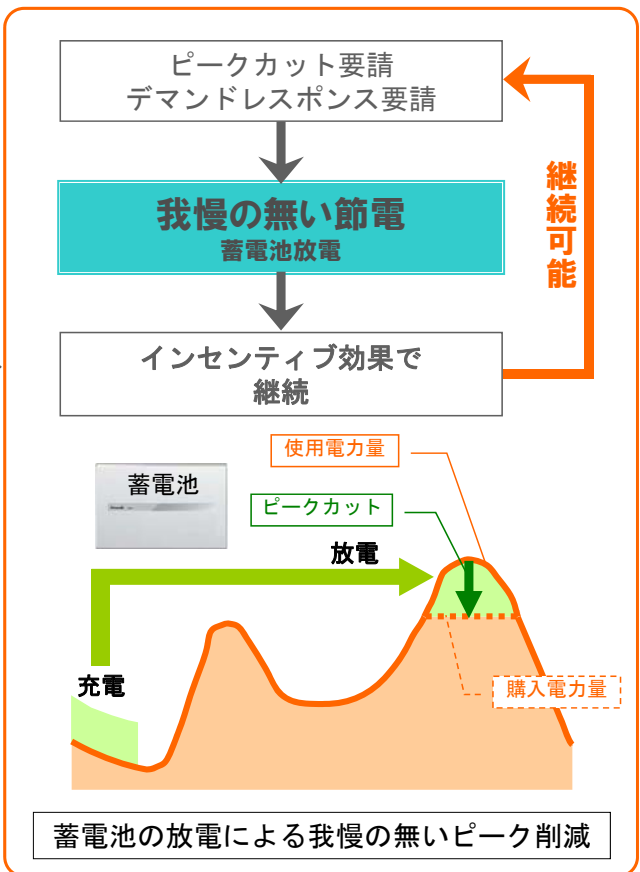 ピークカット要請
デマンドレスポンス要請
我慢の無い節電
蓄電池放電
継続可能
インセンティブ効果で
継続
使用電力量
蓄電池
ピークカット
放電
充電
購入電力量
蓄電池の放電による我慢の無いピーク削減